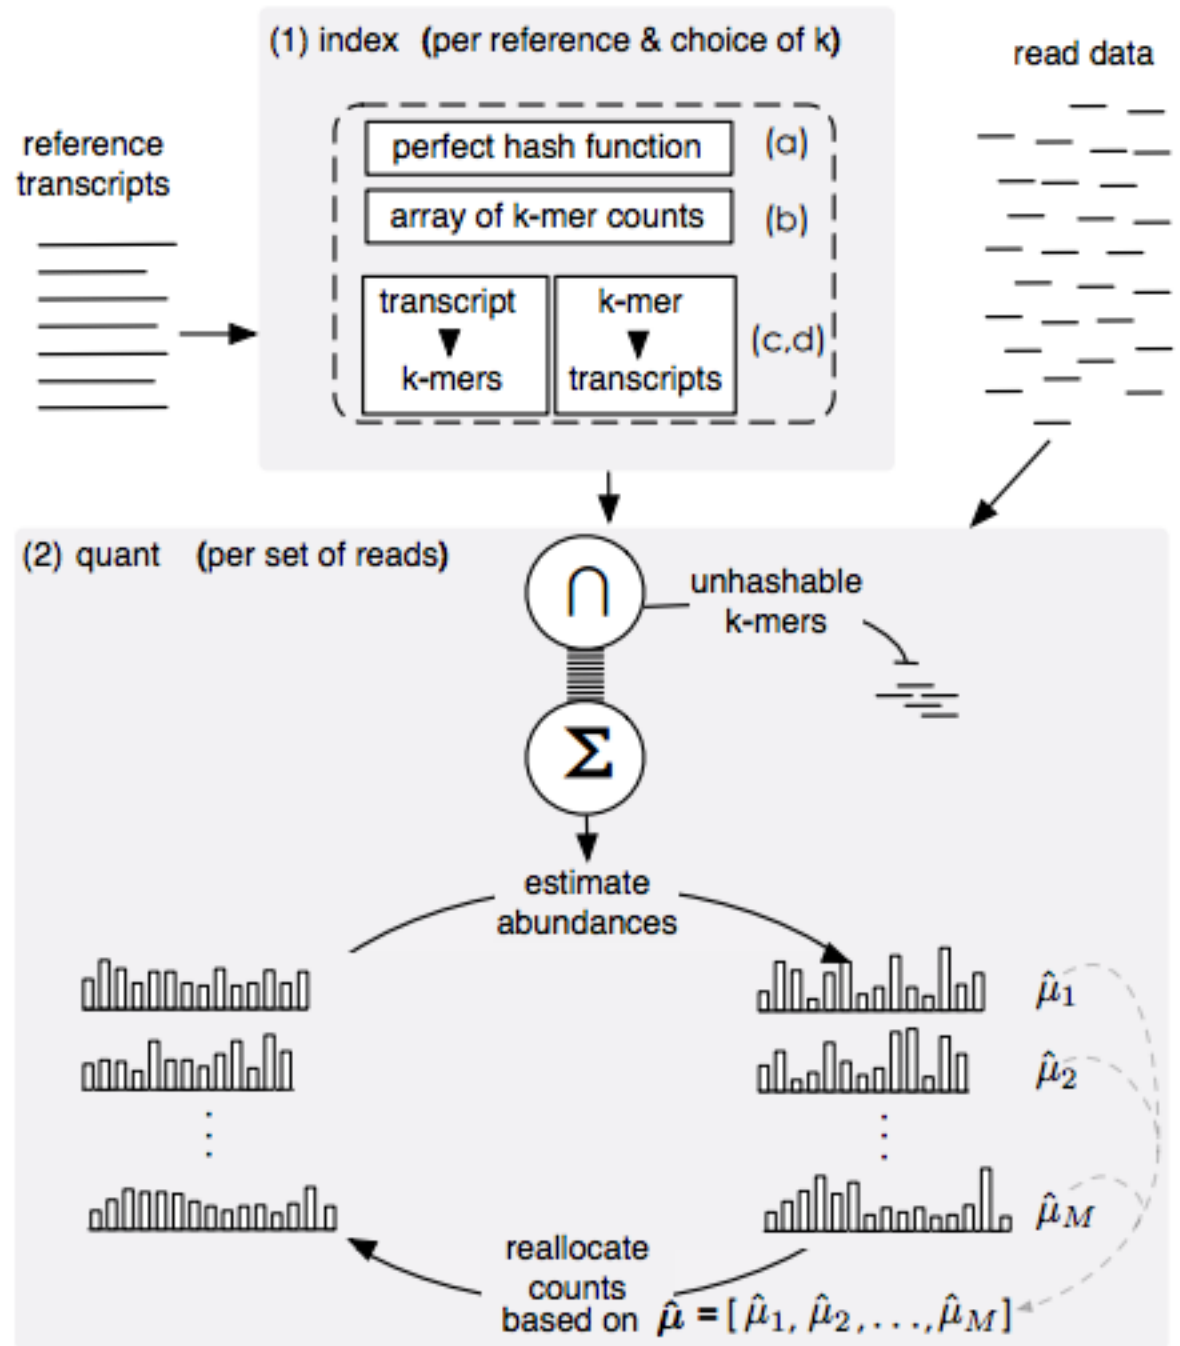 (1) index (per reference & choice of k)
read data
reference
transcripts
perfect hash function
(a)
array of k-mer counts
(b)
transcript
k-mers
k-mer
transcripts
(c,d)
(2) quant (per set of reads)
∩
unhashable
k-mers
Σ
estimate
abundances
μ̂₁
μ̂₂
⋮
⋮
μ̂_M
reallocate
counts
based on μ̂ = [ μ̂₁, μ̂₂, . . . , μ̂_M ]